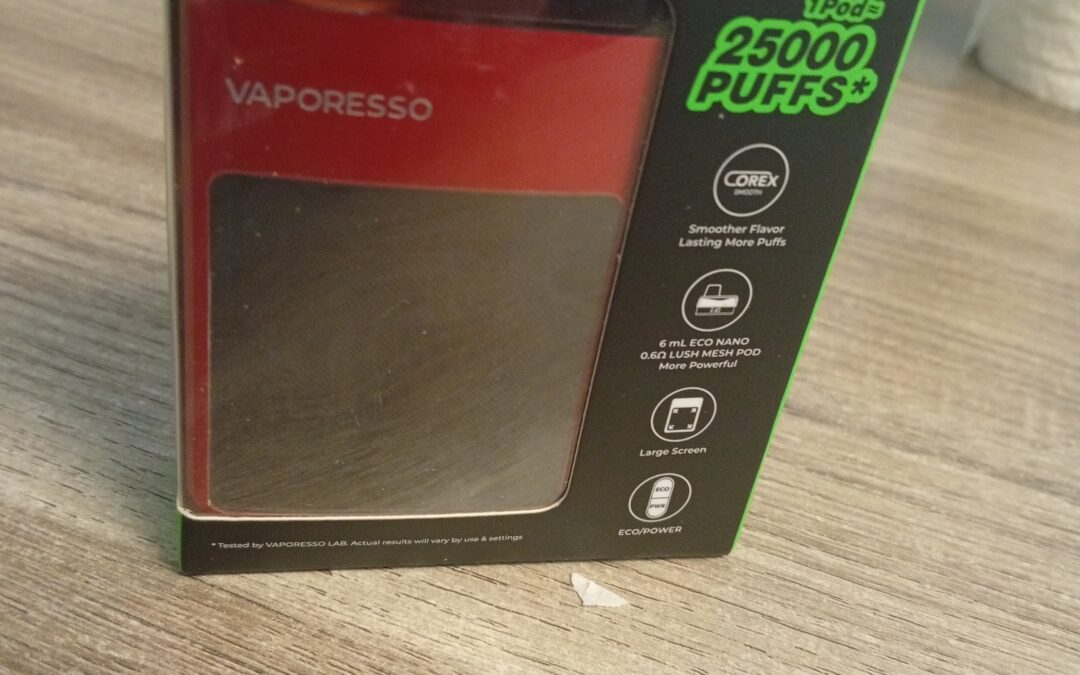 1 Pod≈
25000
PUFFS*
VAPORESSO
COREX
SMOOTH
Smoother Flavor
Lasting More Puffs
6 mL ECO NANO
0.6Ω LUSH MESH POD
More Powerful
Large Screen
ECO
PWR
ECO/POWER
* Tested by VAPORESSO LAB. Actual results will vary by use & settings